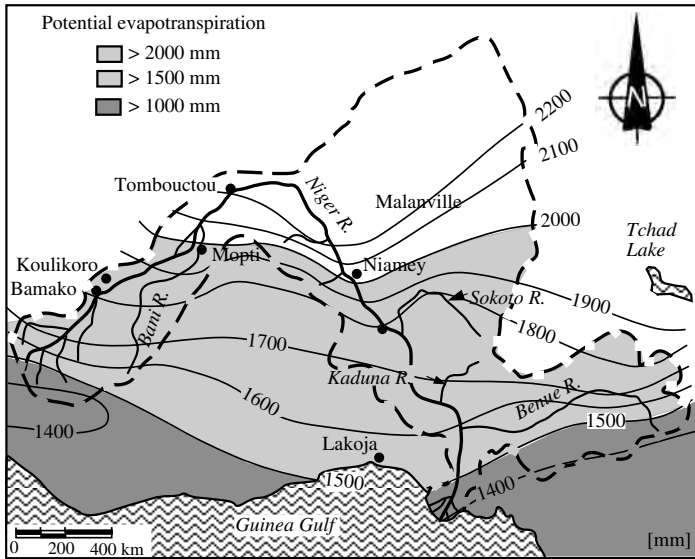 Potential evapotranspiration
> 2000 mm
> 1500 mm
> 1000 mm
N
2200
2100
Tombouctou
Niger R.
Malanville
2000
Tchad
Lake
Koulikoro
Mopti
Niamey
Bamako
Bani R.
Sokoto R.
1900
1800
1700
Kaduna R.
1600
Benue R.
1400
1500
Lakoja
1500
1400
Guinea Gulf
0 200 400 km
[mm]